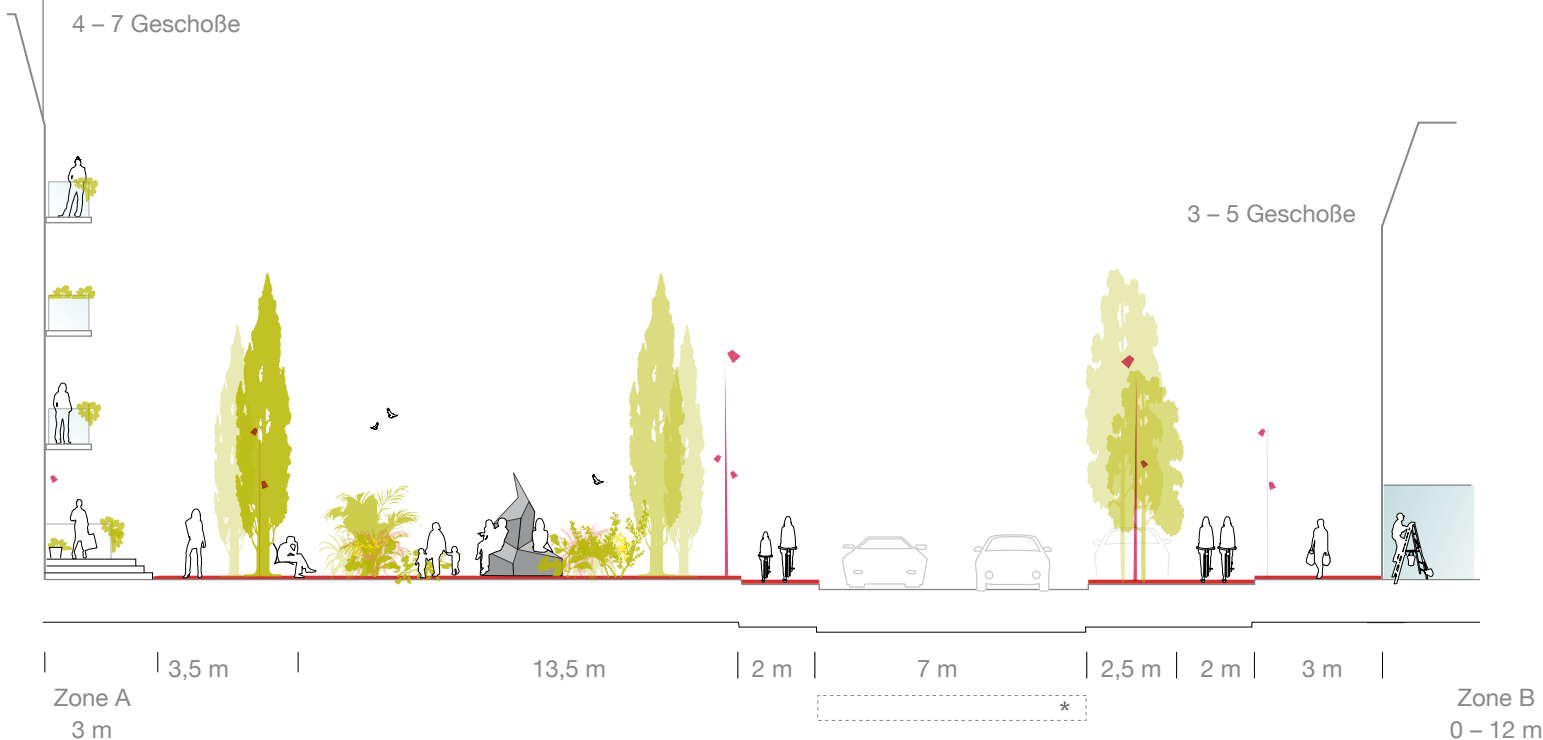 4 – 7 Geschoße
3 – 5 Geschoße
3,5 m
13,5 m
2 m
7 m
2,5 m
2 m
3 m
*
Zone A
3 m
Zone B
0 – 12 m